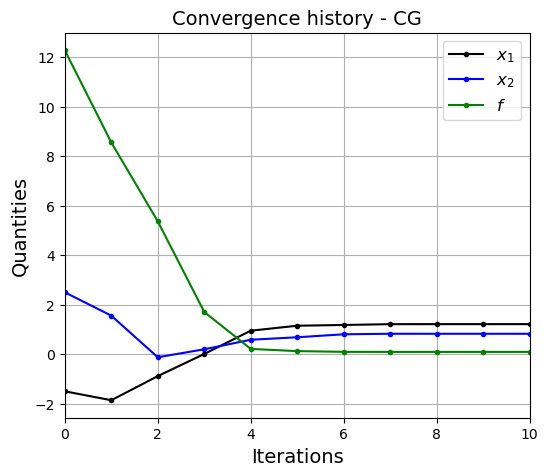 Convergence history - CG
x₁
x₂
f
Quantities
12
10
8
6
4
2
0
−2
0 2 4 6 8 10
Iterations